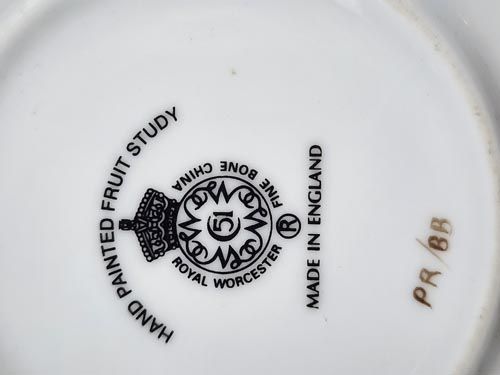 HAND PAINTED FRUIT STUDY
FINE BONE CHINA
51
ROYAL WORCESTER
®
MADE IN ENGLAND
PR/BB